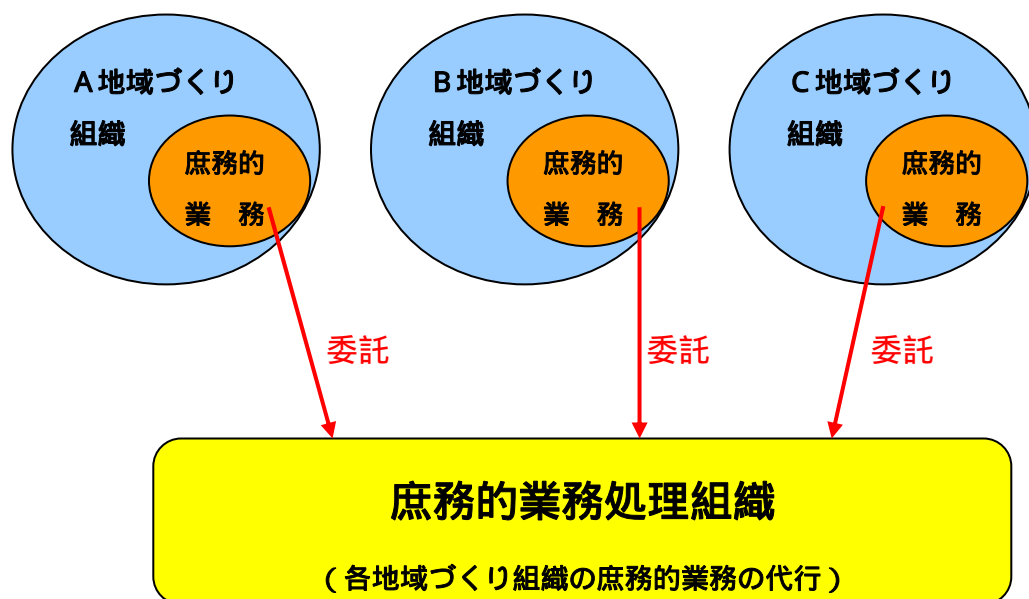 A地域づくり
組織
庶務的
業　務
B地域づくり
組織
庶務的
業　務
C地域づくり
組織
庶務的
業　務
委託
委託
委託
庶務的業務処理組織
（各地域づくり組織の庶務的業務の代行）